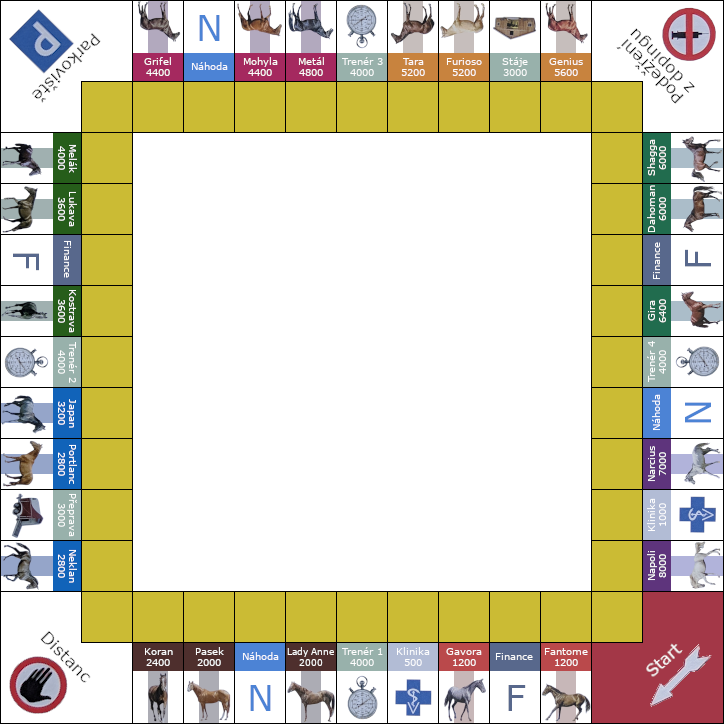 Parkoviště
P
N
Grifel
4400
Náhoda
Mohyla
4400
Metál
4800
Trenér 3
4000
Tara
5200
Furioso
5200
Stáje
3000
Genius
5600
Podezření
z dopingu
Melák
4000
Lukava
3600
Finance
F
Kostrava
3600
Trenér 2
4000
Japan
3200
Portlanc
2800
Přeprava
3000
Neklan
2800
Shagga
6000
Dahoman
6000
Finance
F
Gira
6400
Trenér 4
4000
Náhoda
N
Narcius
7000
Klinika
1000
Napoli
8000
Distanc
Koran
2400
Pasek
2000
Náhoda
N
Lady Anne
2000
Trenér 1
4000
Klinika
500
Gavora
1200
Finance
F
Fantome
1200
Start